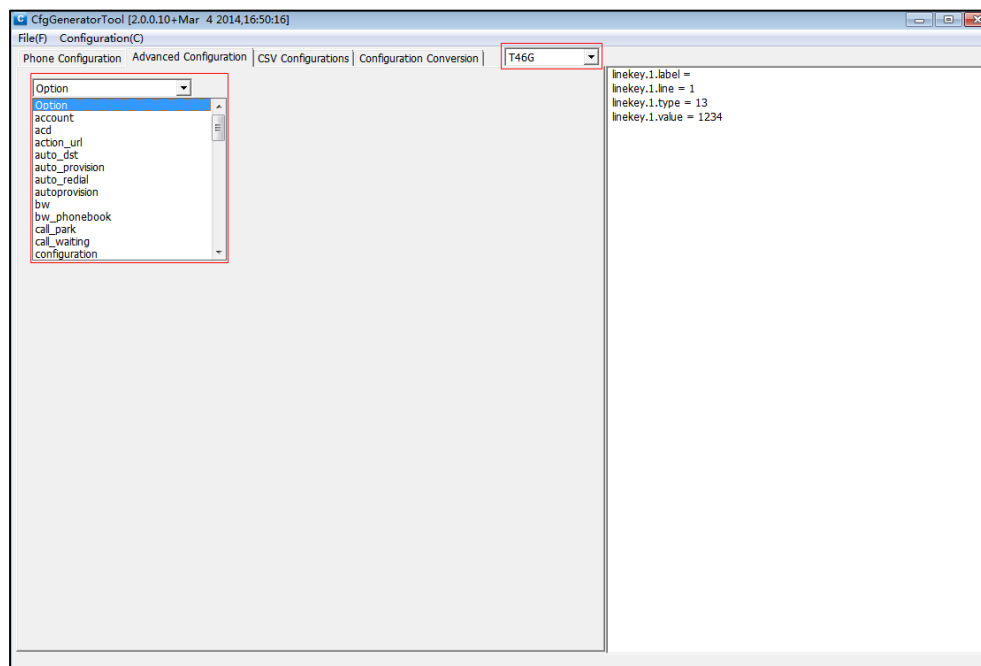 CfgGeneratorTool [2.0.0.10+Mar  4 2014,16:50:16]
File(F) Configuration(C)
Phone Configuration Advanced Configuration CSV Configurations Configuration Conversion T46G
Option
Option
account
acd
action_url
auto_dst
auto_provision
auto_redial
autoprovision
bw
bw_phonebook
call_park
call_waiting
configuration
linekey.1.label =
linekey.1.line = 1
linekey.1.type = 13
linekey.1.value = 1234